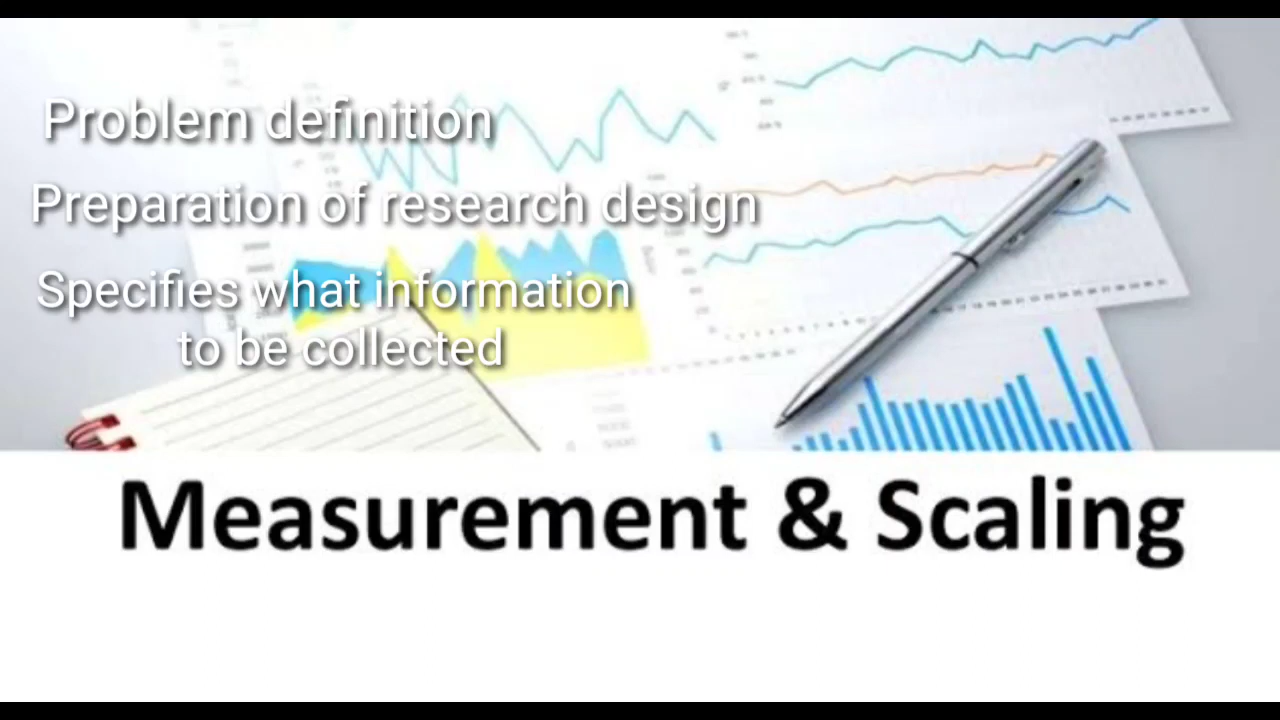 Problem definition
Preparation of research design
Specifies what information
to be collected
Measurement & Scaling